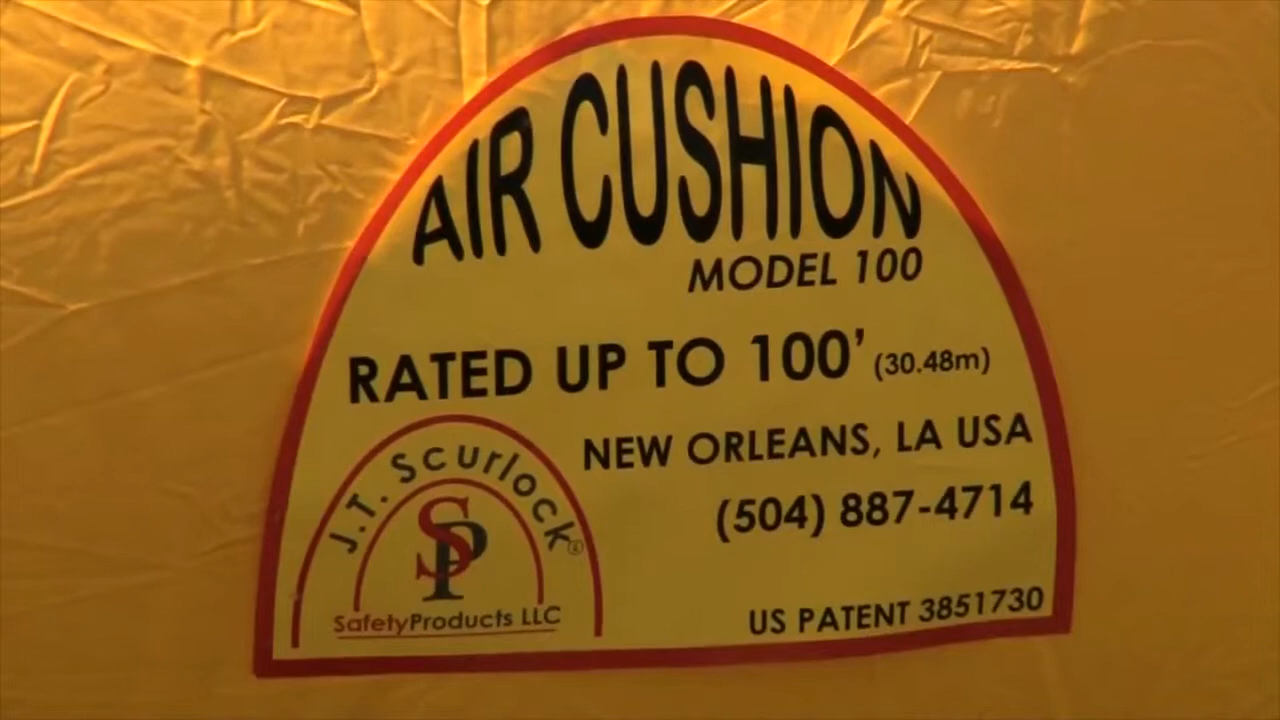 AIR CUSHION
MODEL 100
RATED UP TO 100' (30.48m)
NEW ORLEANS, LA USA
(504) 887-4714
US PATENT 3851730
J.T. Scurlock®
SP
SafetyProducts LLC